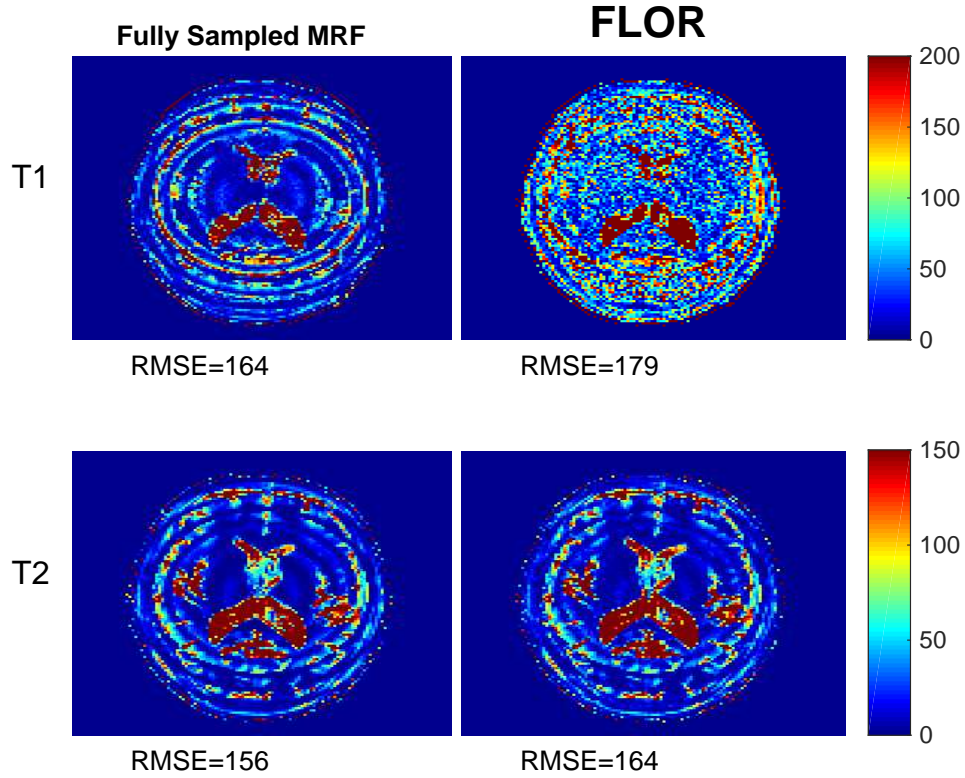 Fully Sampled MRF
FLOR
T1
200
150
100
50
0
RMSE=164
RMSE=179
T2
150
100
50
0
RMSE=156
RMSE=164